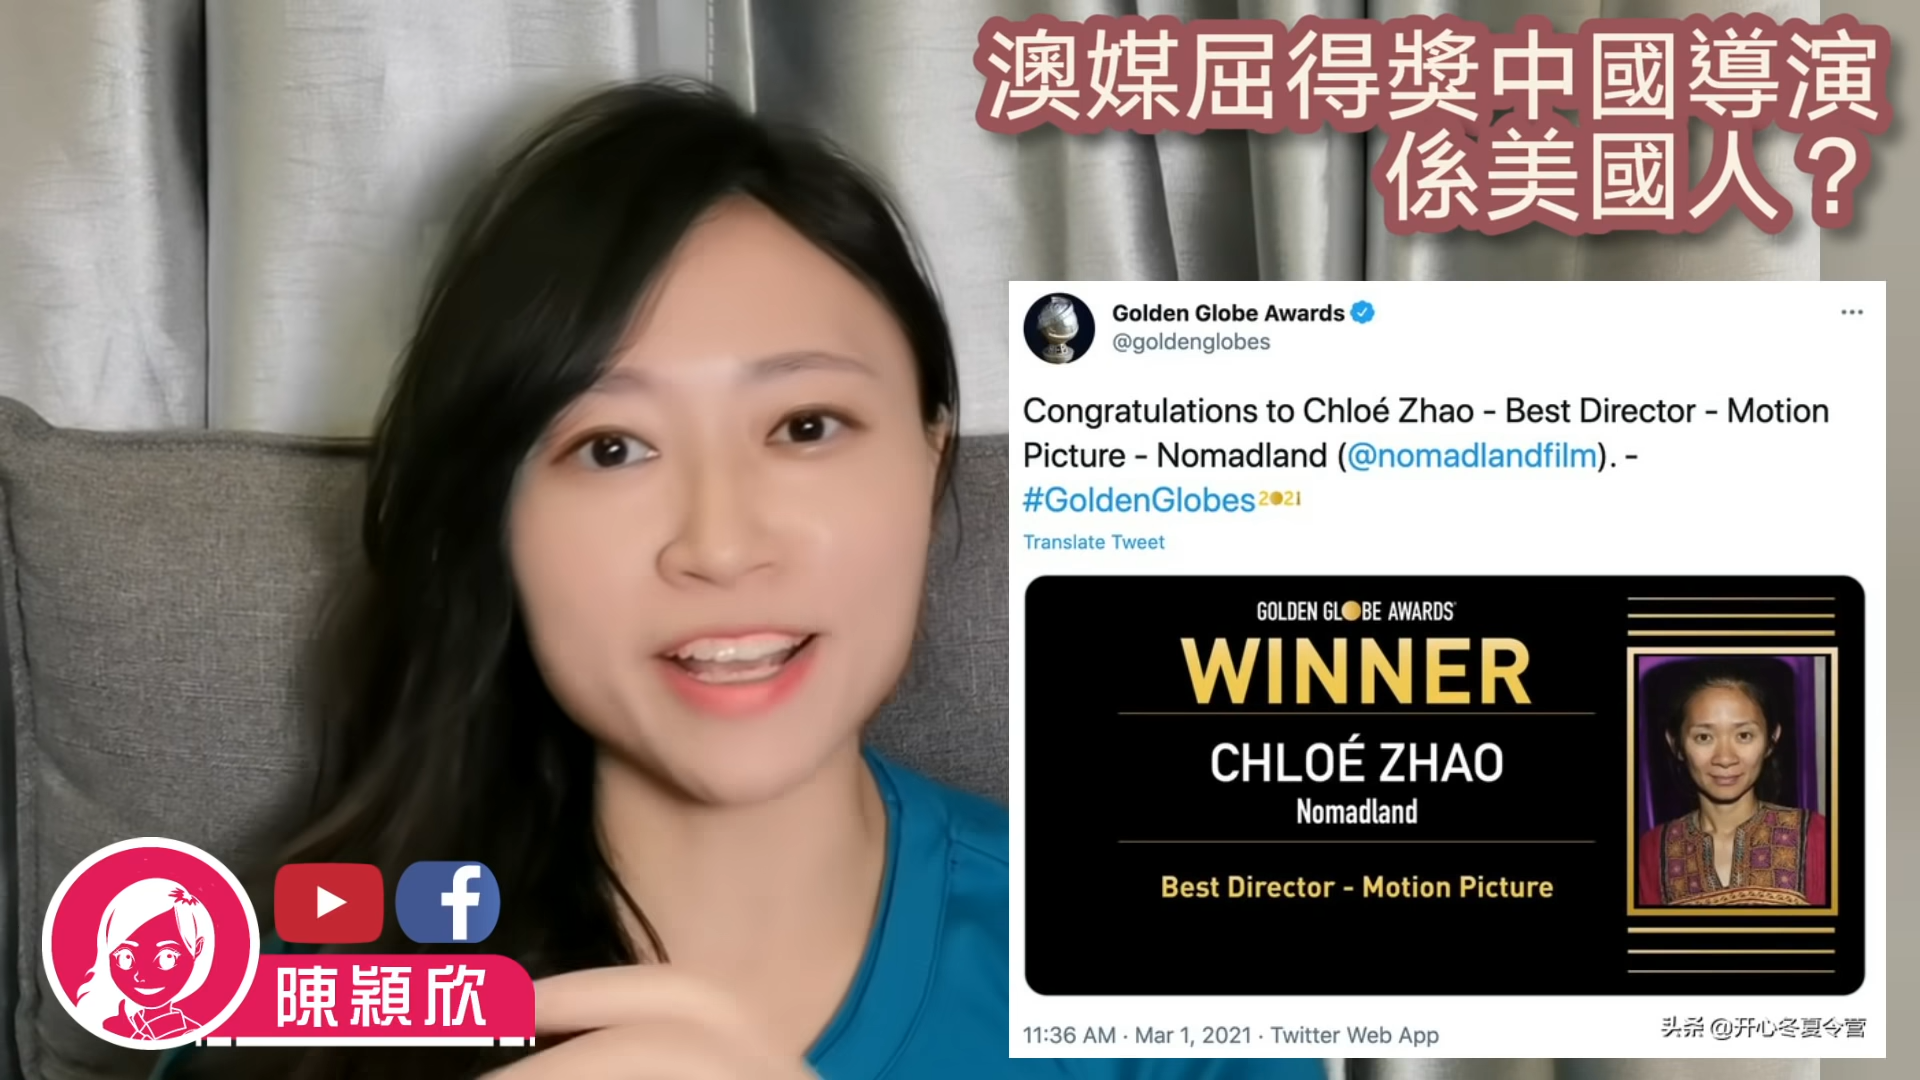 澳媒屈得獎中國導演
係美國人？
Golden Globe Awards
@goldenglobes
Congratulations to Chloé Zhao - Best Director - Motion
Picture - Nomadland (@nomadlandfilm). -
#GoldenGlobes 2021
Translate Tweet
GOLDEN GLOBE AWARDS
WINNER
CHLOÉ ZHAO
Nomadland
Best Director - Motion Picture
11:36 AM · Mar 1, 2021 · Twitter Web App
头条 @开心冬夏令营
陳穎欣